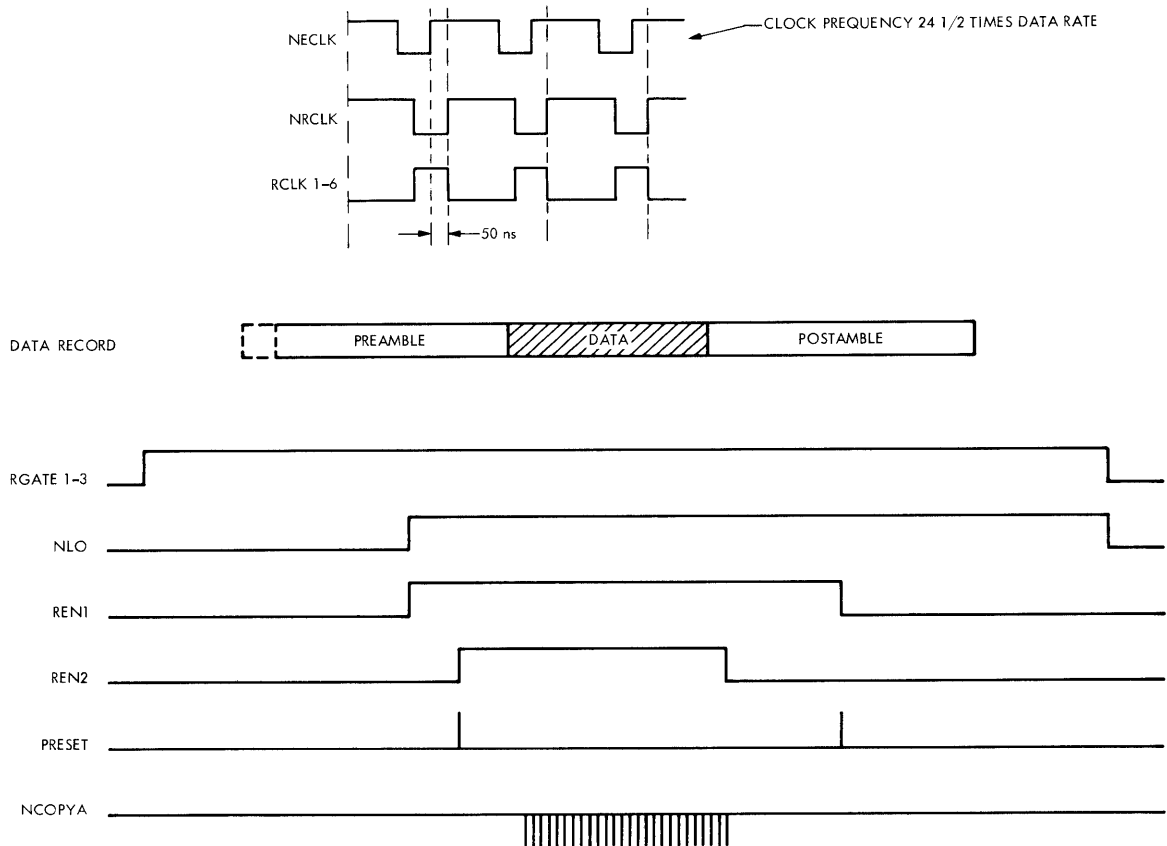 NECLK
CLOCK PREQUENCY 24 1/2 TIMES DATA RATE
NRCLK
RCLK 1-6
50 ns
DATA RECORD
PREAMBLE
DATA
POSTAMBLE
RGATE 1-3
NLO
REN1
REN2
PRESET
NCOPYA